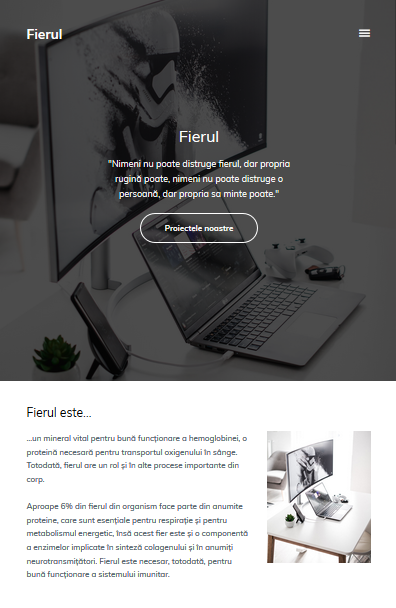 Fierul
Fierul
"Nimeni nu poate distruge fierul, dar propria
rugină poate, nimeni nu poate distruge o
persoană, dar propria sa minte poate."
Proiectele noastre
Fierul este...
...un mineral vital pentru bună funcționare a hemoglobinei, o
proteină necesară pentru transportul oxigenului în sânge.
Totodată, fierul are un rol și în alte procese importante din
corp.
Aproape 6% din fierul din organism face parte din anumite
proteine, care sunt esențiale pentru respirație și pentru
metabolismul energetic, însă acest fier este și o componentă
a enzimelor implicate în sinteză colagenului și în anumiți
neurotransmițători. Fierul este necesar, totodată, pentru
bună funcționare a sistemului imunitar.